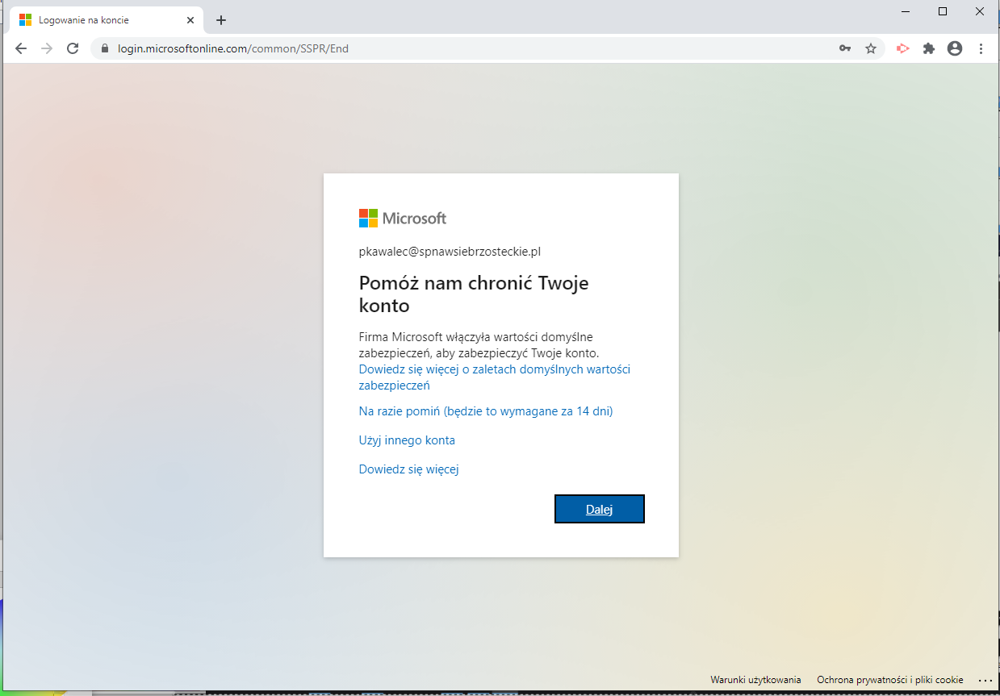 Logowanie na koncie
login.microsoftonline.com/common/SSPR/End
Microsoft
pkawalec@spnawsiebrzosteckie.pl
Pomóż nam chronić Twoje
konto
Firma Microsoft włączyła wartości domyślne
zabezpieczeń, aby zabezpieczyć Twoje konto.
Dowiedz się więcej o zaletach domyślnych wartości
zabezpieczeń
Na razie pomiń (będzie to wymagane za 14 dni)
Użyj innego konta
Dowiedz się więcej
Dalej
Warunki użytkowania Ochrona prywatności i pliki cookie ...